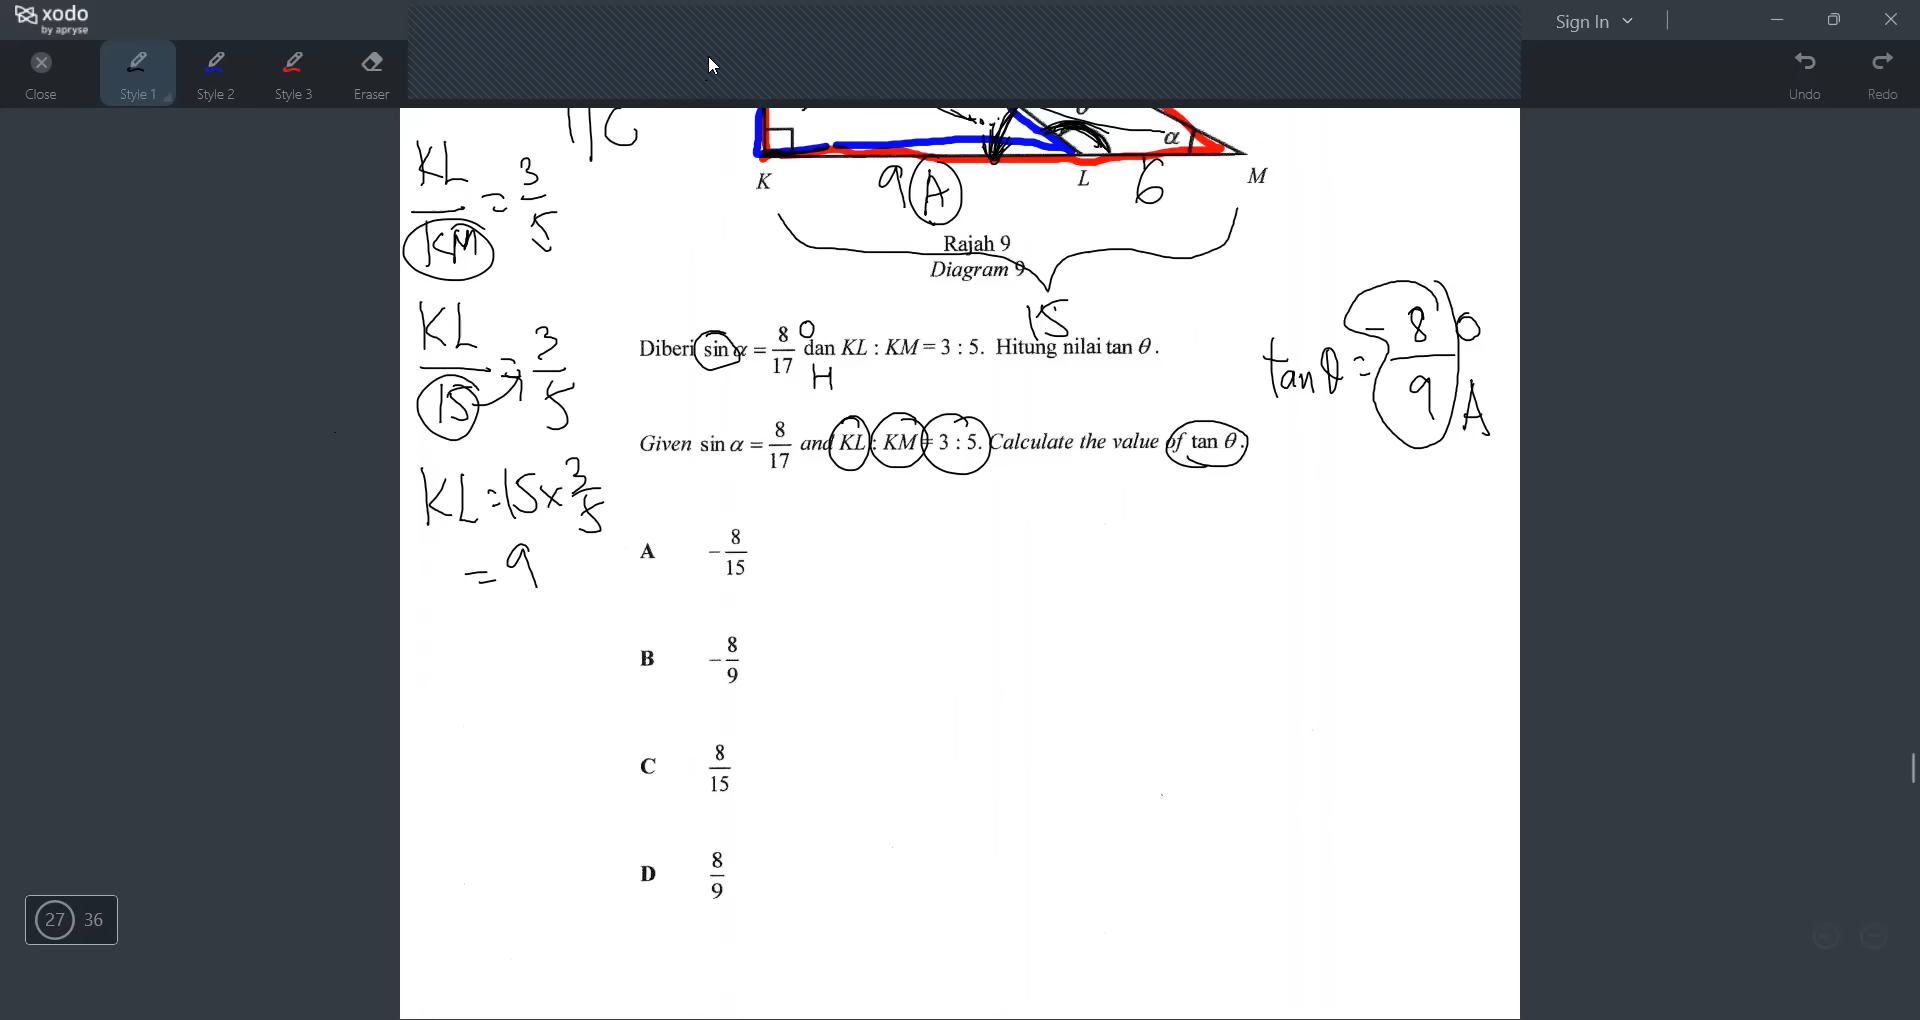 xodo
by apryse
Sign In
Close
Style 1
Style 2
Style 3
Eraser
Undo
Redo
α
K
L
M
9 A
6
KL
KM
= 3
5
Rajah 9
Diagram 9
15
KL
15
= 3
5
Diberi sin α = 8/17 dan KL : KM = 3 : 5. Hitung nilai tan θ .
O
H
tan θ = - 8/9
O
A
Given sin α = 8/17 and KL : KM = 3 : 5. Calculate the value of tan θ .
KL = 15 x 3/5
= 9
A - 8/15
B - 8/9
C 8/15
D 8/9
27 36